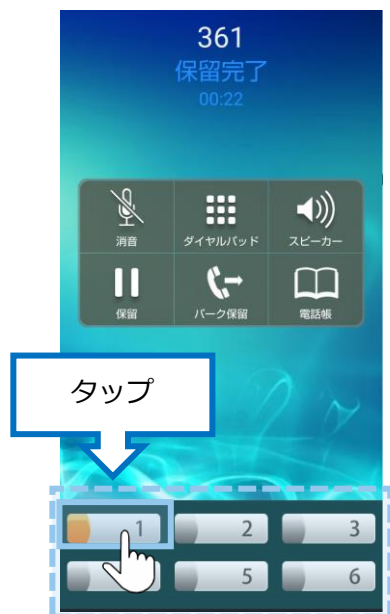 361
保留完了
00:22
消音 ダイヤルパッド スピーカー
保留 パーク保留 電話帳
タップ
1 2 3
5 6